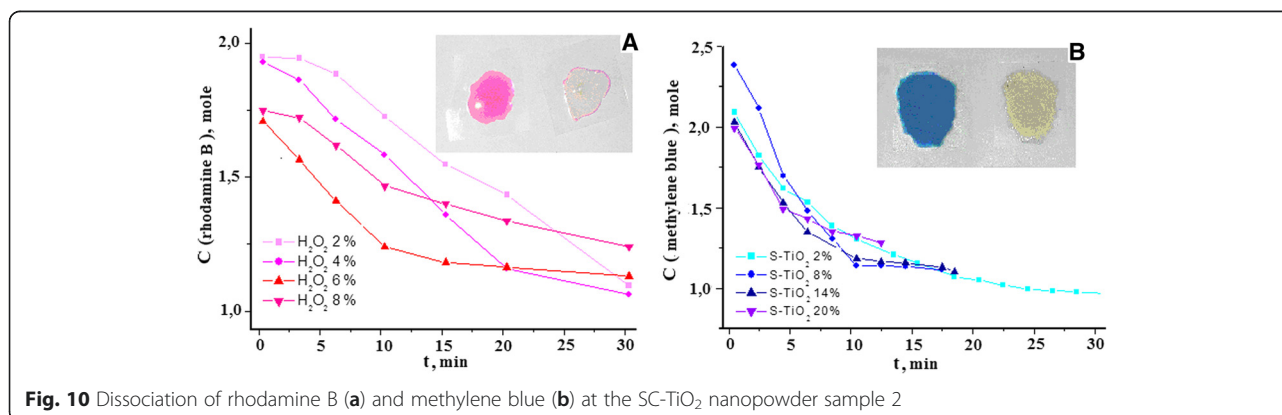 A
2,0
1,5
1,0
C (rhodamine B), mole
H₂O₂ 2 %
H₂O₂ 4 %
H₂O₂ 6 %
H₂O₂ 8 %
0 5 10 15 20 25 30
t, min
B
2,5
2,0
1,5
1,0
C (methylene blue), mole
S-TiO₂ 2%
S-TiO₂ 8%
S-TiO₂ 14%
S-TiO₂ 20%
0 5 10 15 20 25 30
t, min
Fig. 10 Dissociation of rhodamine B (a) and methylene blue (b) at the SC-TiO₂ nanopowder sample 2